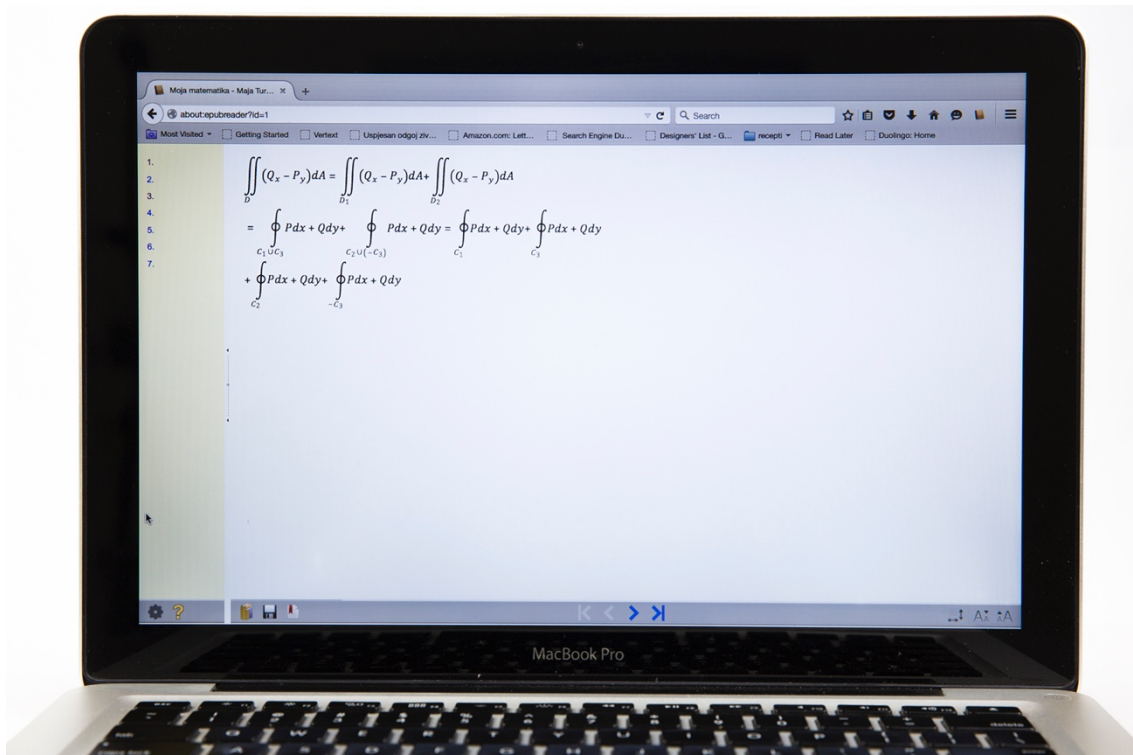 Moja matematika - Maja Tur...
about:epubreader?id=1
Search
Most Visited Getting Started Vertext Uspjesan odgoj ziv... Amazon.com: Lett... Search Engine Du... Designers' List - G... recepti Read Later Duolingo: Home
1.
2.
3.
4.
5.
6.
7.
∬_D (Q_x – P_y)dA = ∬_{D_1} (Q_x – P_y)dA + ∬_{D_2} (Q_x – P_y)dA
= ∮_{C_1∪C_3} Pdx + Qdy + ∮_{C_2∪(–C_3)} Pdx + Qdy = ∮_{C_1} Pdx + Qdy + ∮_{C_3} Pdx + Qdy
+ ∮_{C_2} Pdx + Qdy + ∮_{–C_3} Pdx + Qdy
?
A A
MacBook Pro
delete